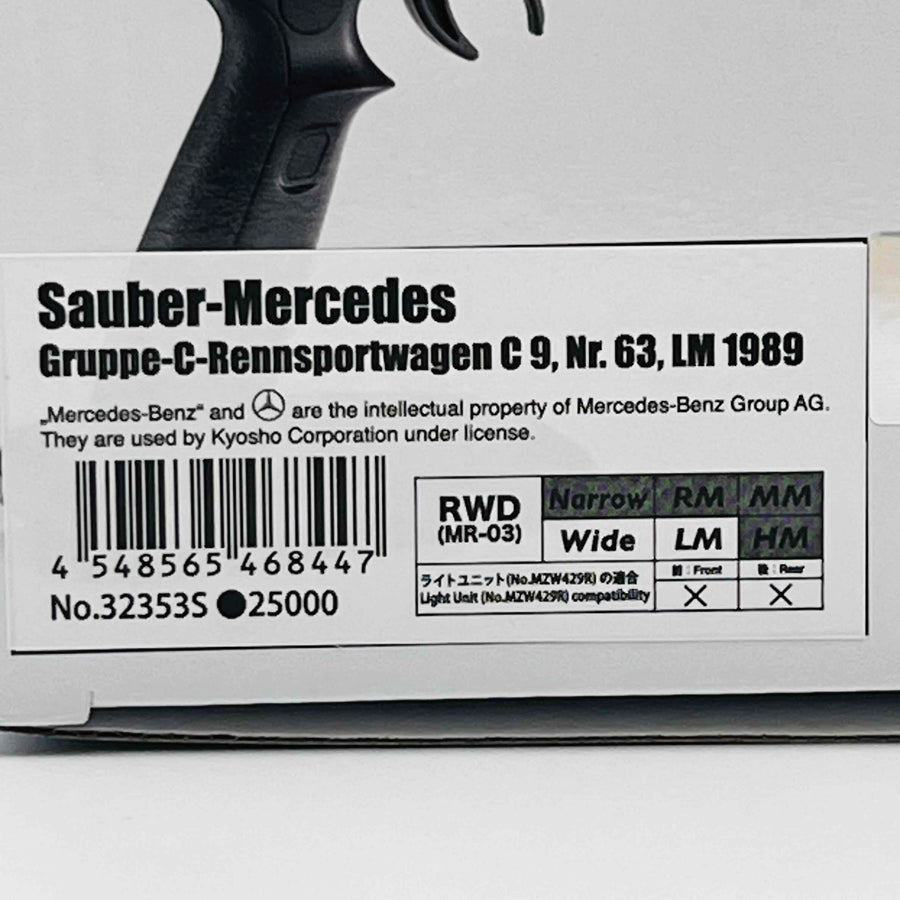 Sauber-Mercedes
Gruppe-C-Rennsportwagen C 9, Nr. 63, LM 1989
„Mercedes-Benz“ and are the intellectual property of Mercedes-Benz Group AG.
They are used by Kyosho Corporation under license.
4 548565 468447
No.32353S ●25000
RWD
(MR-03)
Narrow RM MM
Wide LM HM
ライトユニット(No.MZW429R) の適合
Light Unit (No.MZW429R) compatibility
前：Front
後：Rear
× ×